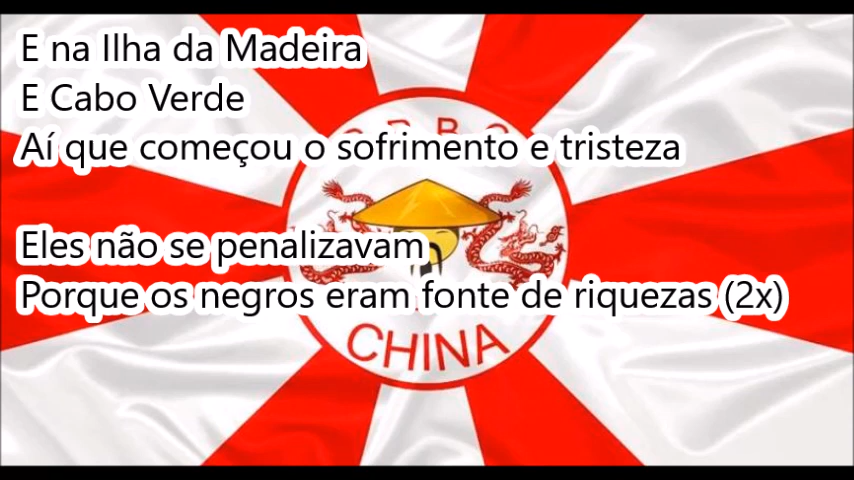 E na Ilha da Madeira
E Cabo Verde
Aí que começou o sofrimento e tristeza
Eles não se penalizavam
Porque os negros eram fonte de riquezas (2x)
CHINA